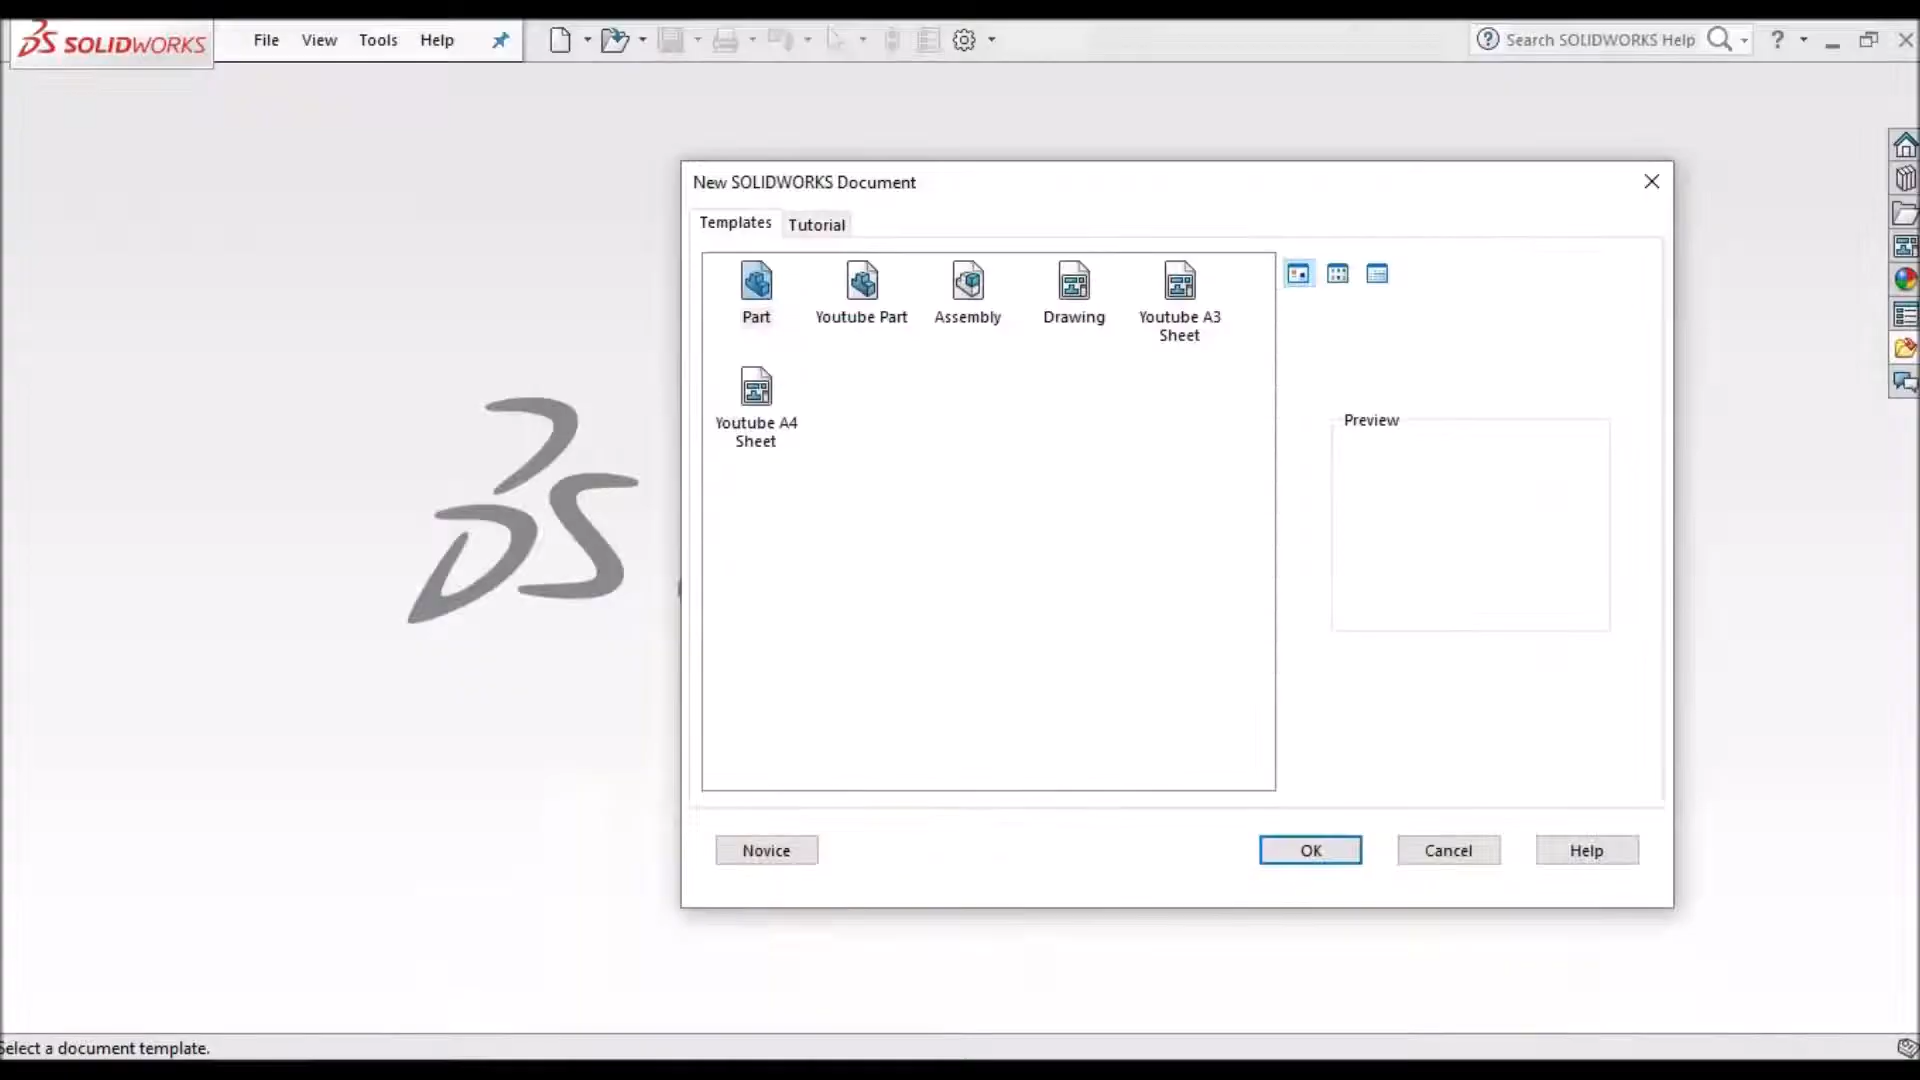 SOLIDWORKS File View Tools Help Search SOLIDWORKS Help ?
New SOLIDWORKS Document
Templates Tutorial
Part Youtube Part Assembly Drawing Youtube A3 Sheet
Youtube A4 Sheet
Preview
Novice OK Cancel Help
Select a document template.